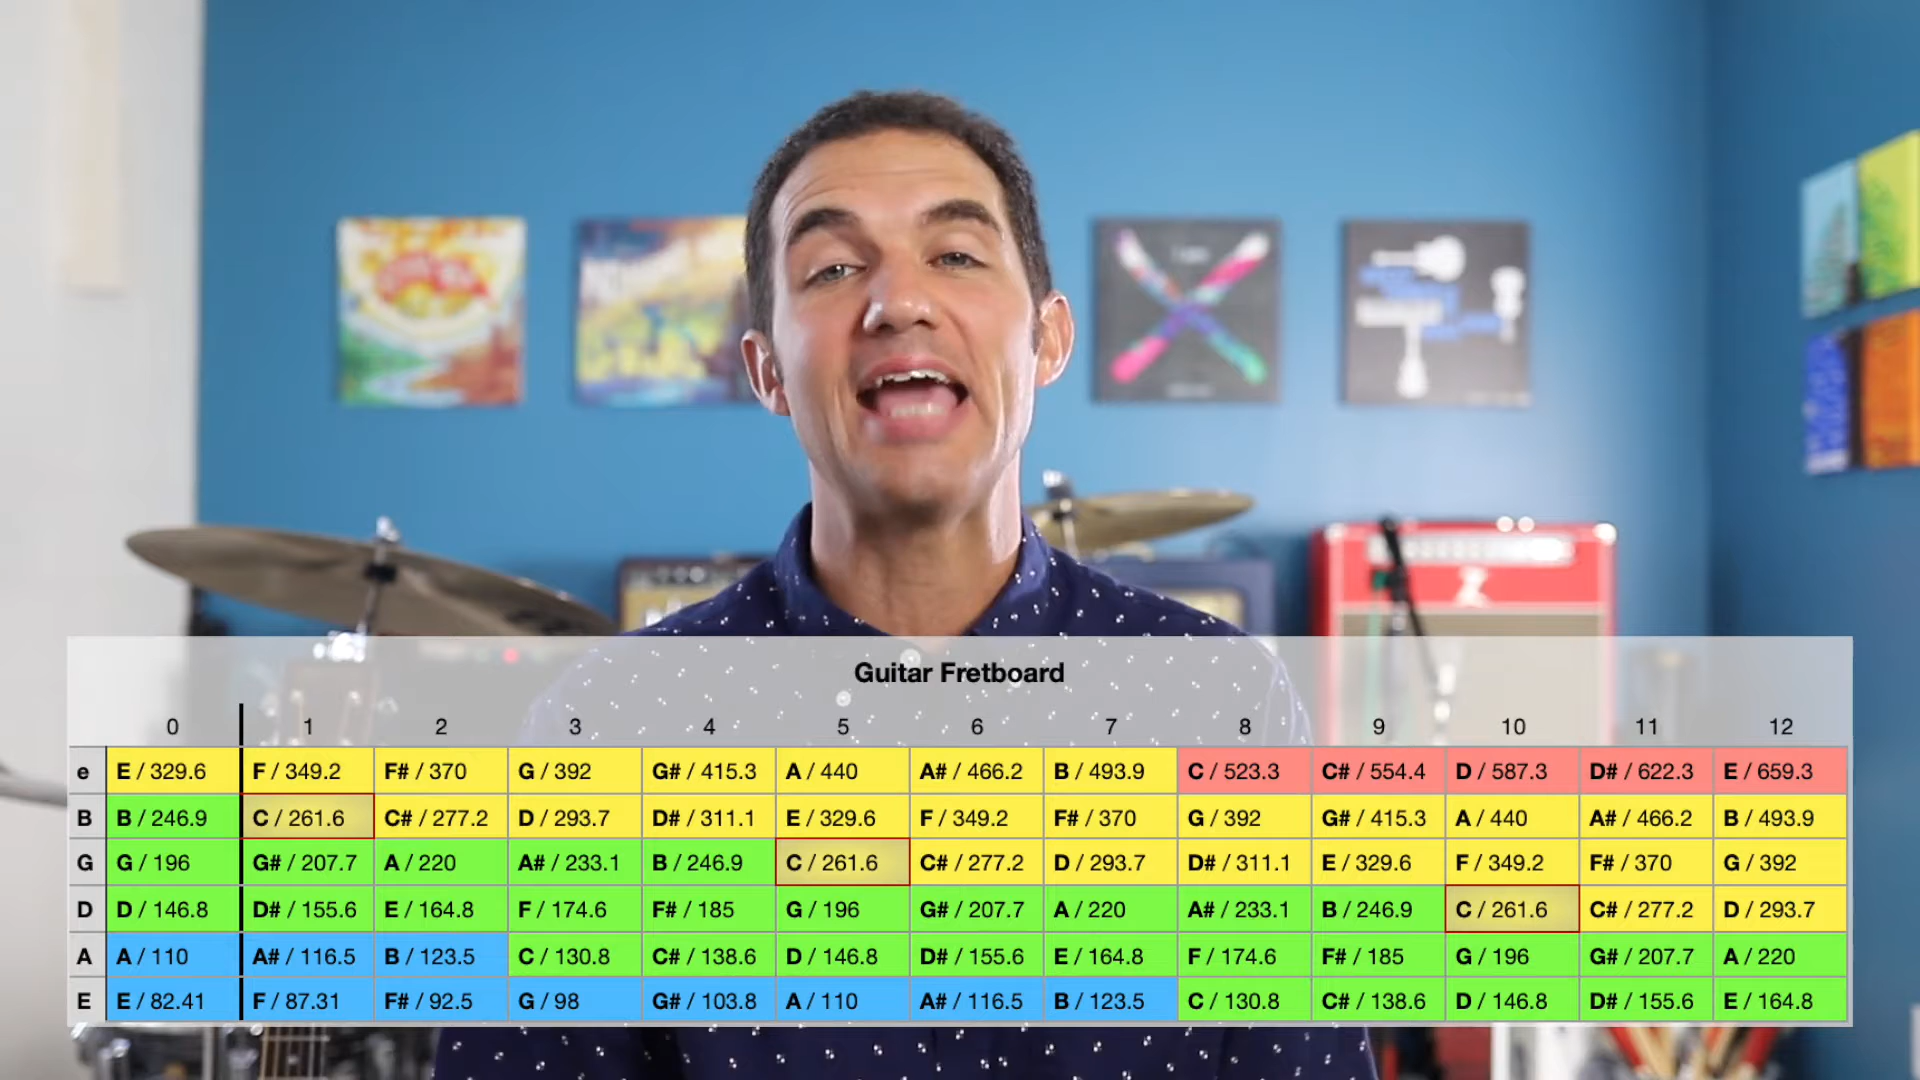 Guitar Fretboard
0 1 2 3 4 5 6 7 8 9 10 11 12
e E / 329.6 F / 349.2 F# / 370 G / 392 G# / 415.3 A / 440 A# / 466.2 B / 493.9 C / 523.3 C# / 554.4 D / 587.3 D# / 622.3 E / 659.3
B B / 246.9 C / 261.6 C# / 277.2 D / 293.7 D# / 311.1 E / 329.6 F / 349.2 F# / 370 G / 392 G# / 415.3 A / 440 A# / 466.2 B / 493.9
G G / 196 G# / 207.7 A / 220 A# / 233.1 B / 246.9 C / 261.6 C# / 277.2 D / 293.7 D# / 311.1 E / 329.6 F / 349.2 F# / 370 G / 392
D D / 146.8 D# / 155.6 E / 164.8 F / 174.6 F# / 185 G / 196 G# / 207.7 A / 220 A# / 233.1 B / 246.9 C / 261.6 C# / 277.2 D / 293.7
A A / 110 A# / 116.5 B / 123.5 C / 130.8 C# / 138.6 D / 146.8 D# / 155.6 E / 164.8 F / 174.6 F# / 185 G / 196 G# / 207.7 A / 220
E E / 82.41 F / 87.31 F# / 92.5 G / 98 G# / 103.8 A / 110 A# / 116.5 B / 123.5 C / 130.8 C# / 138.6 D / 146.8 D# / 155.6 E / 164.8